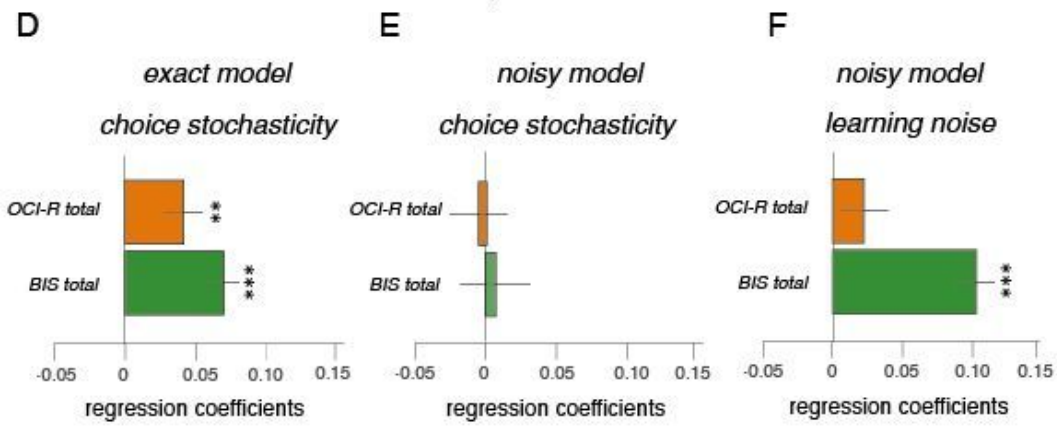 D
exact model
choice stochasticity
OCI-R total
**
BIS total
***
-0.05 0 0.05 0.10 0.15
regression coefficients
E
noisy model
choice stochasticity
OCI-R total
BIS total
-0.05 0 0.05 0.10 0.15
regression coefficients
F
noisy model
learning noise
OCI-R total
BIS total
***
-0.05 0 0.05 0.10 0.15
regression coefficients